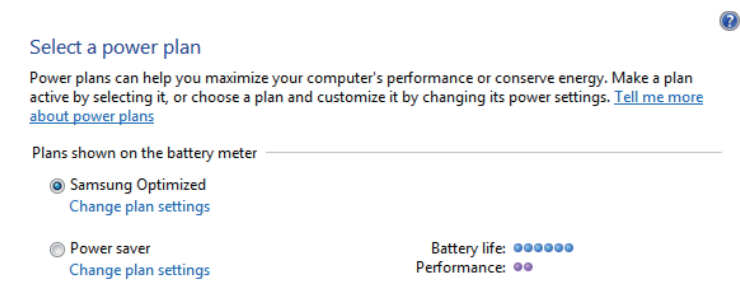 ?
Select a power plan
Power plans can help you maximize your computer's performance or conserve energy. Make a plan
active by selecting it, or choose a plan and customize it by changing its power settings. Tell me more
about power plans
Plans shown on the battery meter
Samsung Optimized
Change plan settings
Power saver Battery life:
Change plan settings Performance: